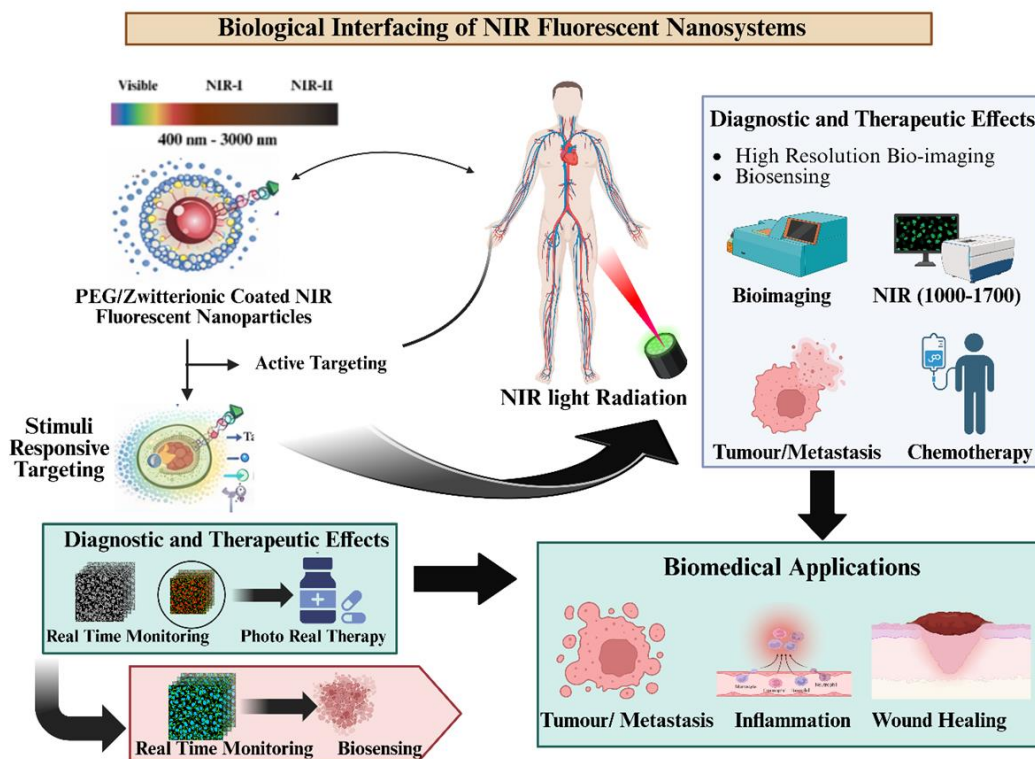 Biological Interfacing of NIR Fluorescent Nanosystems
Visible NIR-I NIR-II
400 nm - 3000 nm
PEG/Zwitterionic Coated NIR
Fluorescent Nanoparticles
Active Targeting
Stimuli
Responsive
Targeting
NIR light Radiation
Diagnostic and Therapeutic Effects
• High Resolution Bio-imaging
• Biosensing
Bioimaging
NIR (1000-1700)
Tumour/Metastasis
Chemotherapy
Diagnostic and Therapeutic Effects
Real Time Monitoring
Photo Real Therapy
Real Time Monitoring
Biosensing
Biomedical Applications
Tumour/ Metastasis
Inflammation
Wound Healing